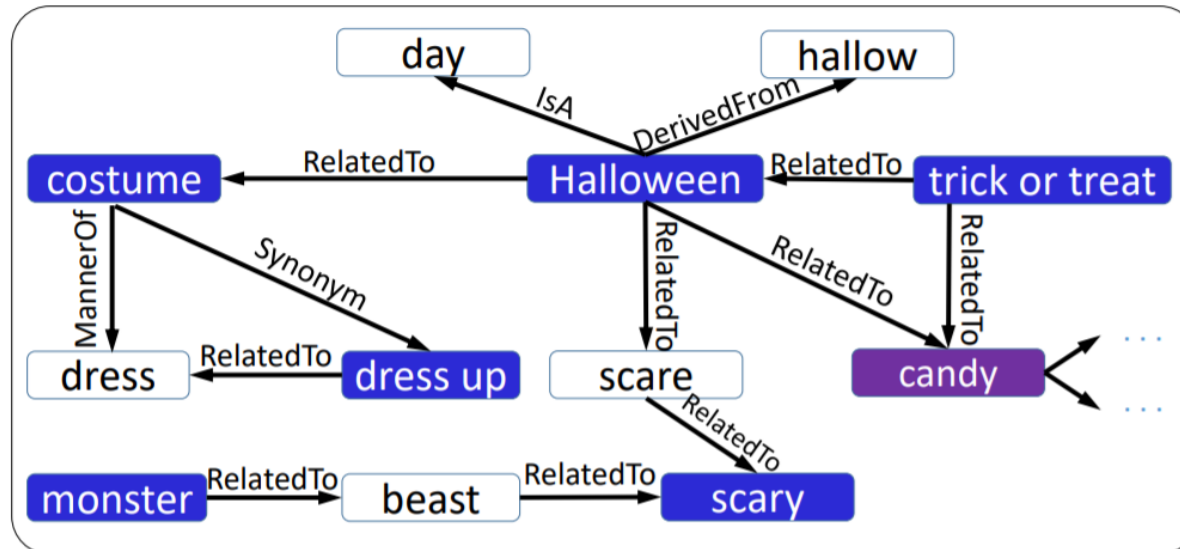 day
hallow
IsA
DerivedFrom
costume
RelatedTo
Halloween
RelatedTo
trick or treat
MannerOf
Synonym
RelatedTo
RelatedTo
RelatedTo
dress
RelatedTo
dress up
scare
candy
...
...
RelatedTo
monster
RelatedTo
beast
RelatedTo
scary